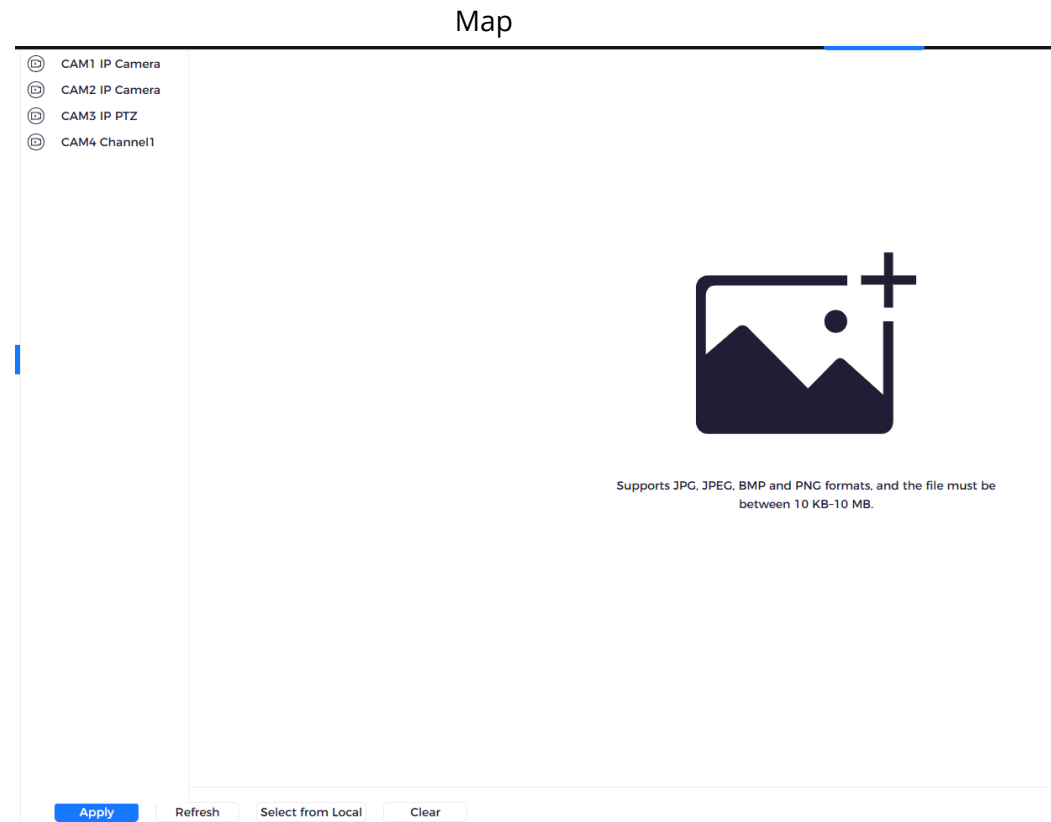 Map
CAM1 IP Camera
CAM2 IP Camera
CAM3 IP PTZ
CAM4 Channel1
Supports JPG, JPEG, BMP and PNG formats, and the file must be
between 10 KB-10 MB.
Apply
Refresh
Select from Local
Clear